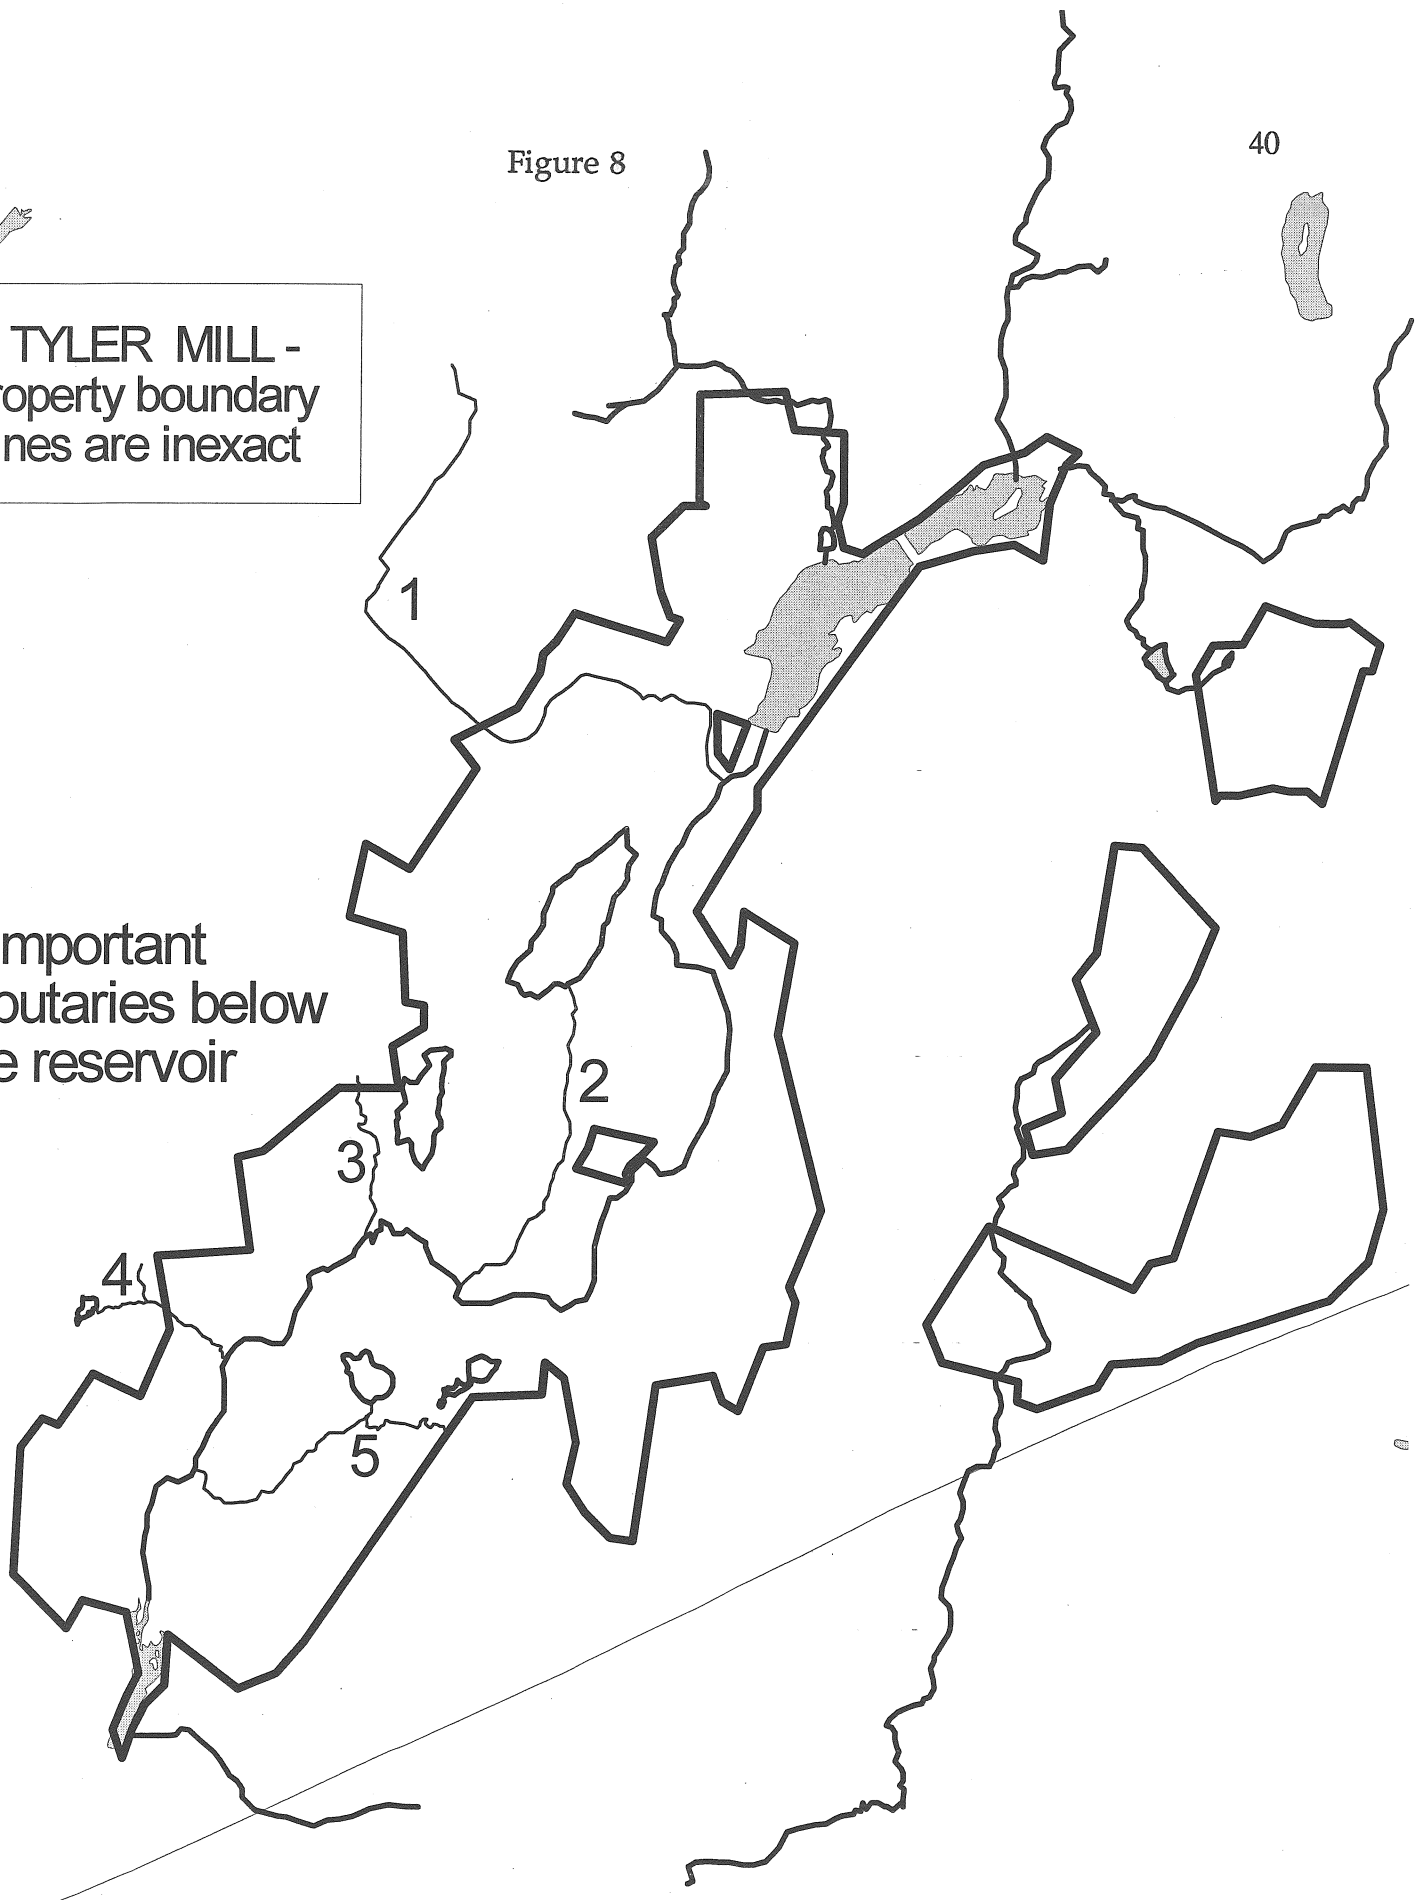 Figure 8
40
TYLER MILL -
roperty boundary
nes are inexact
1
mportant
butaries below
e reservoir
2
3
4
5